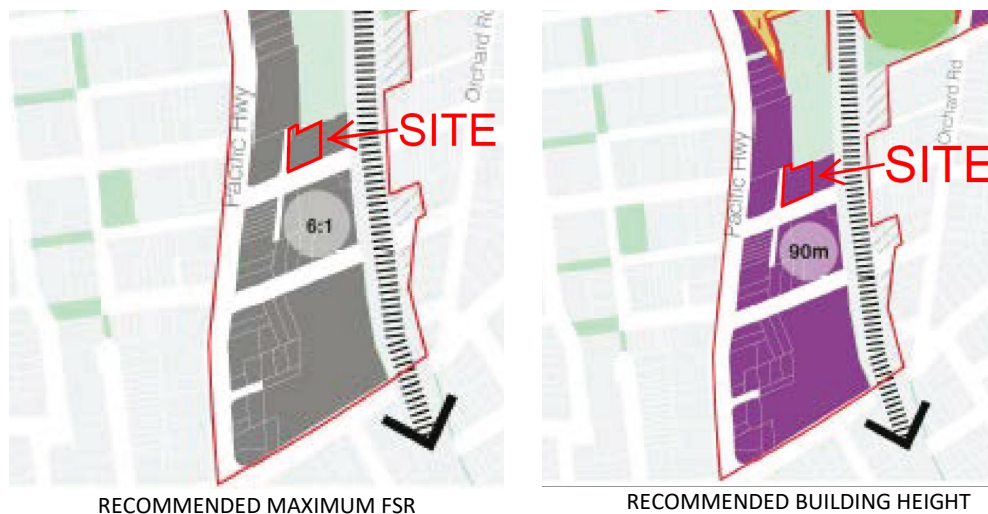 Pacific Hwy
Orchard Rd
SITE
6:1
RECOMMENDED MAXIMUM FSR
Pacific Hwy
Orchard Rd
SITE
90m
RECOMMENDED BUILDING HEIGHT